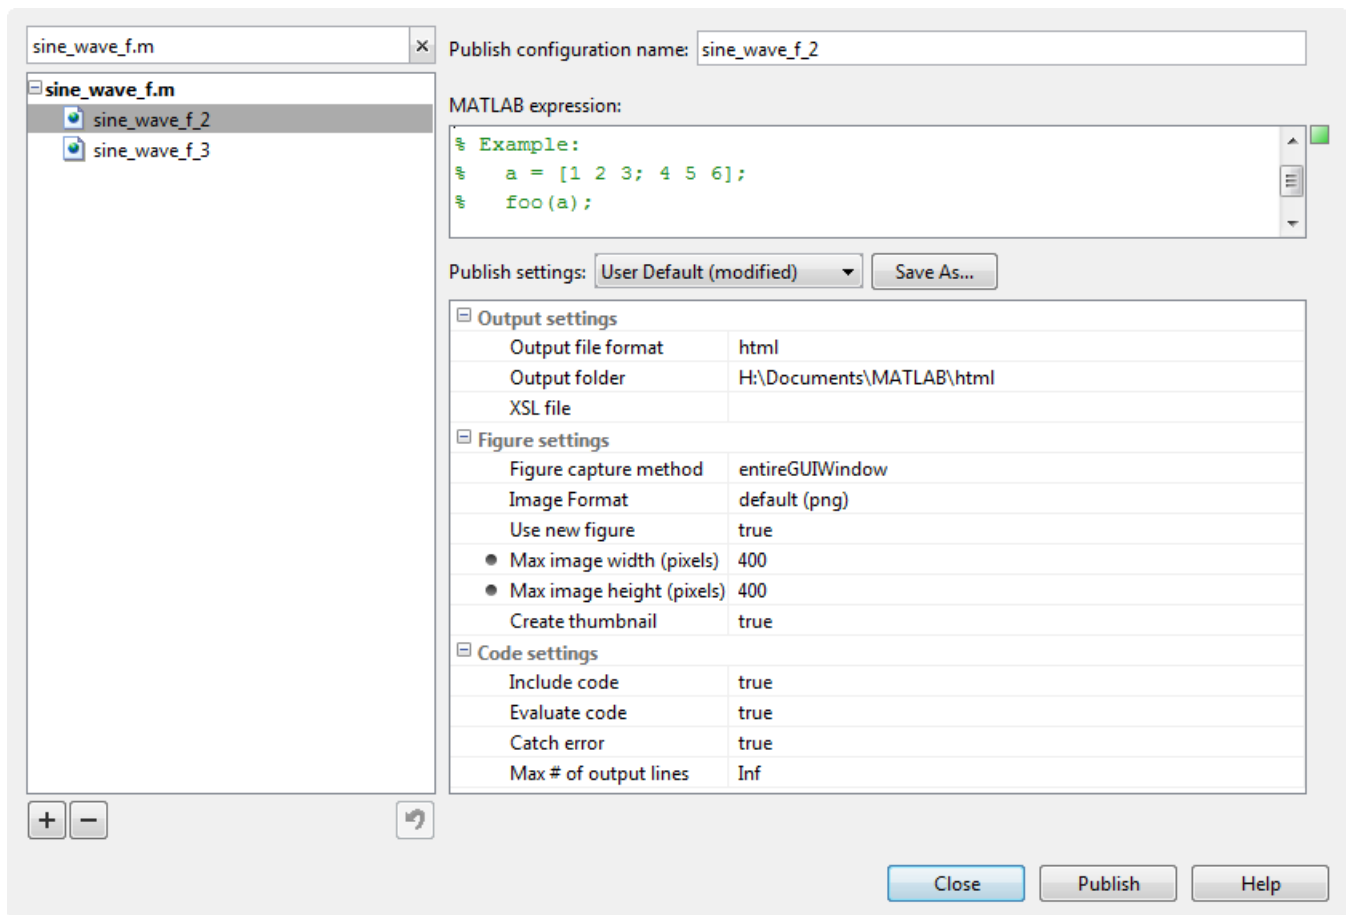 sine_wave_f.m
sine_wave_f.m
sine_wave_f_2
sine_wave_f_3
Publish configuration name: sine_wave_f_2
MATLAB expression:
% Example:
%   a = [1 2 3; 4 5 6];
%   foo(a);
Publish settings: User Default (modified) Save As...
Output settings
Output file format html
Output folder H:\Documents\MATLAB\html
XSL file
Figure settings
Figure capture method entireGUIWindow
Image Format default (png)
Use new figure true
Max image width (pixels) 400
Max image height (pixels) 400
Create thumbnail true
Code settings
Include code true
Evaluate code true
Catch error true
Max # of output lines Inf
Close Publish Help